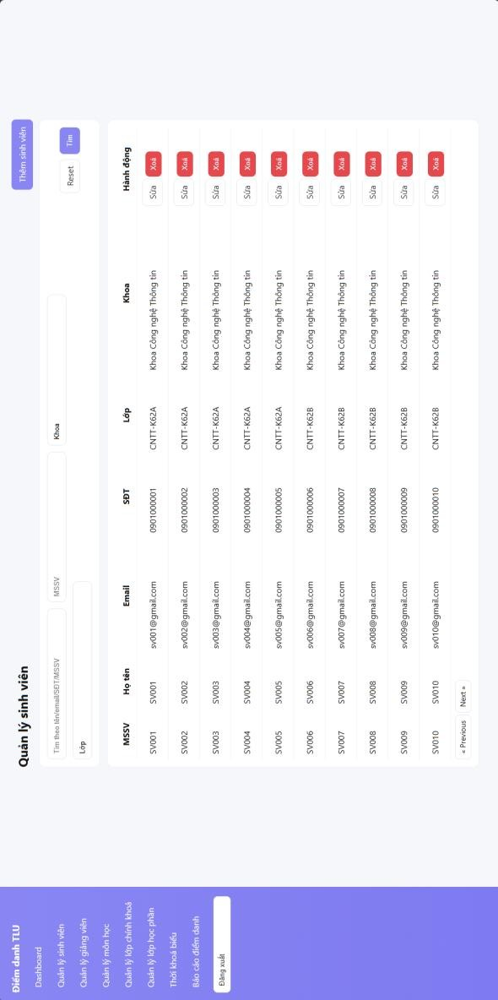 Điểm danh TLU
Dashboard
Quản lý sinh viên
Quản lý giảng viên
Quản lý môn học
Quản lý lớp chính khoá
Quản lý lớp học phần
Thời khoá biểu
Báo cáo điểm danh
Đăng xuất
Quản lý sinh viên
Thêm sinh viên
Tìm theo tên/email/SĐT/MSSV
MSSV
Khoa
Reset
Tìm
Lớp
MSSV Họ tên Email SĐT Lớp Khoa Hành động
SV001 SV001 sv001@gmail.com 0901000001 CNTT-K62A Khoa Công nghệ Thông tin Sửa Xoá
SV002 SV002 sv002@gmail.com 0901000002 CNTT-K62A Khoa Công nghệ Thông tin Sửa Xoá
SV003 SV003 sv003@gmail.com 0901000003 CNTT-K62A Khoa Công nghệ Thông tin Sửa Xoá
SV004 SV004 sv004@gmail.com 0901000004 CNTT-K62A Khoa Công nghệ Thông tin Sửa Xoá
SV005 SV005 sv005@gmail.com 0901000005 CNTT-K62A Khoa Công nghệ Thông tin Sửa Xoá
SV006 SV006 sv006@gmail.com 0901000006 CNTT-K62B Khoa Công nghệ Thông tin Sửa Xoá
SV007 SV007 sv007@gmail.com 0901000007 CNTT-K62B Khoa Công nghệ Thông tin Sửa Xoá
SV008 SV008 sv008@gmail.com 0901000008 CNTT-K62B Khoa Công nghệ Thông tin Sửa Xoá
SV009 SV009 sv009@gmail.com 0901000009 CNTT-K62B Khoa Công nghệ Thông tin Sửa Xoá
SV010 SV010 sv010@gmail.com 0901000010 CNTT-K62B Khoa Công nghệ Thông tin Sửa Xoá
« Previous Next »